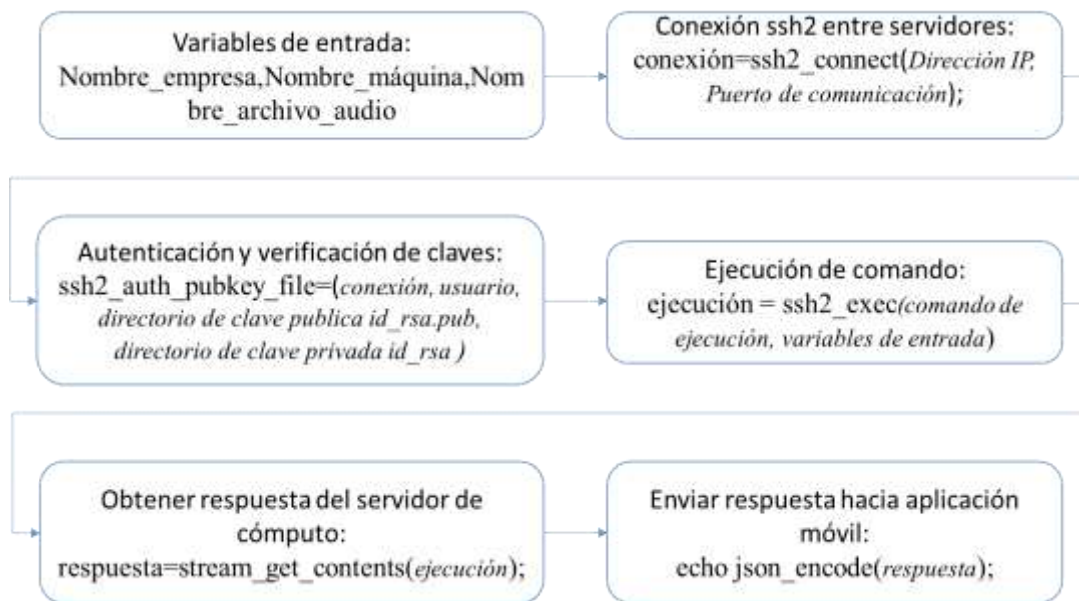 Variables de entrada:
Nombre_empresa,Nombre_máquina,Nom
bre_archivo_audio
Conexión ssh2 entre servidores:
conexión=ssh2_connect(Dirección IP,
Puerto de comunicación);
Autenticación y verificación de claves:
ssh2_auth_pubkey_file=(conexión, usuario,
directorio de clave publica id_rsa.pub,
directorio de clave privada id_rsa )
Ejecución de comando:
ejecución = ssh2_exec(comando de
ejecución, variables de entrada)
Obtener respuesta del servidor de
cómputo:
respuesta=stream_get_contents(ejecución);
Enviar respuesta hacia aplicación
móvil:
echo json_encode(respuesta);